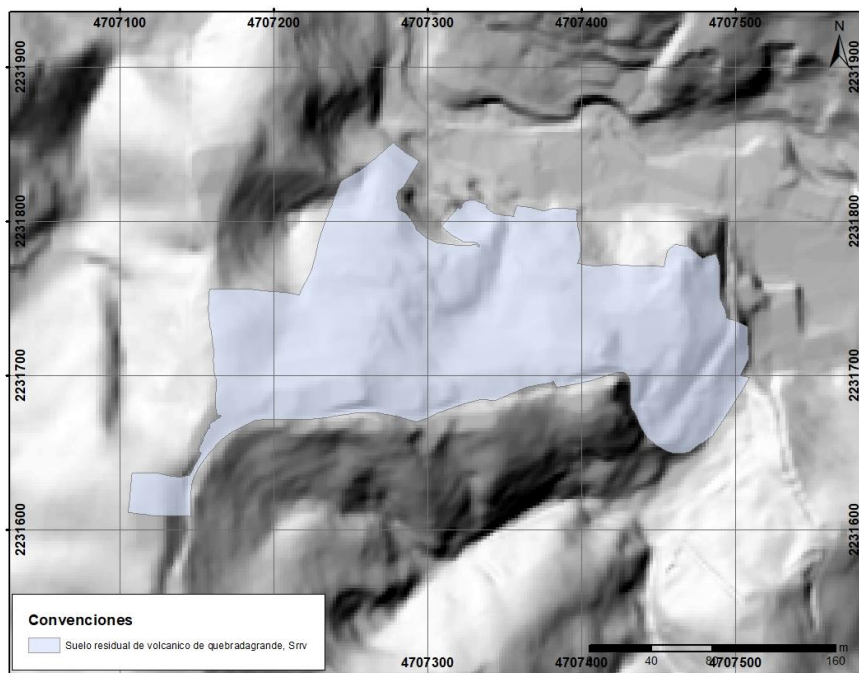 4707100 4707200 4707300 4707400 4707500
N
2231900 2231900
2231800 2231800
2231700 2231700
2231600 2231600
Convenciones
Suelo residual de volcanico de quebradagrande, Srrv
m
40 80 160
4707300 4707400 4707500